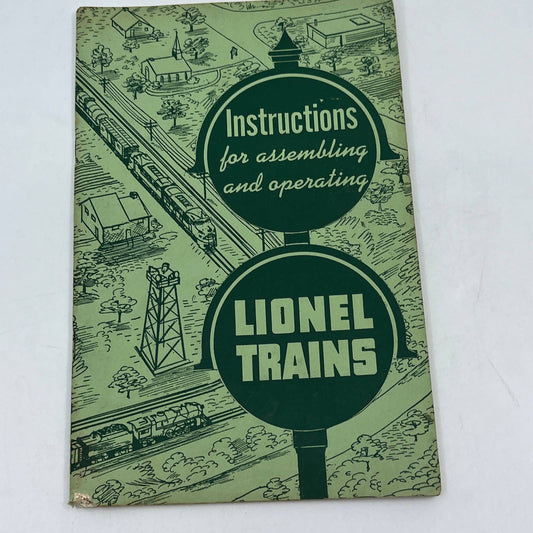 Instructions
for assembling
and operating
LIONEL
TRAINS